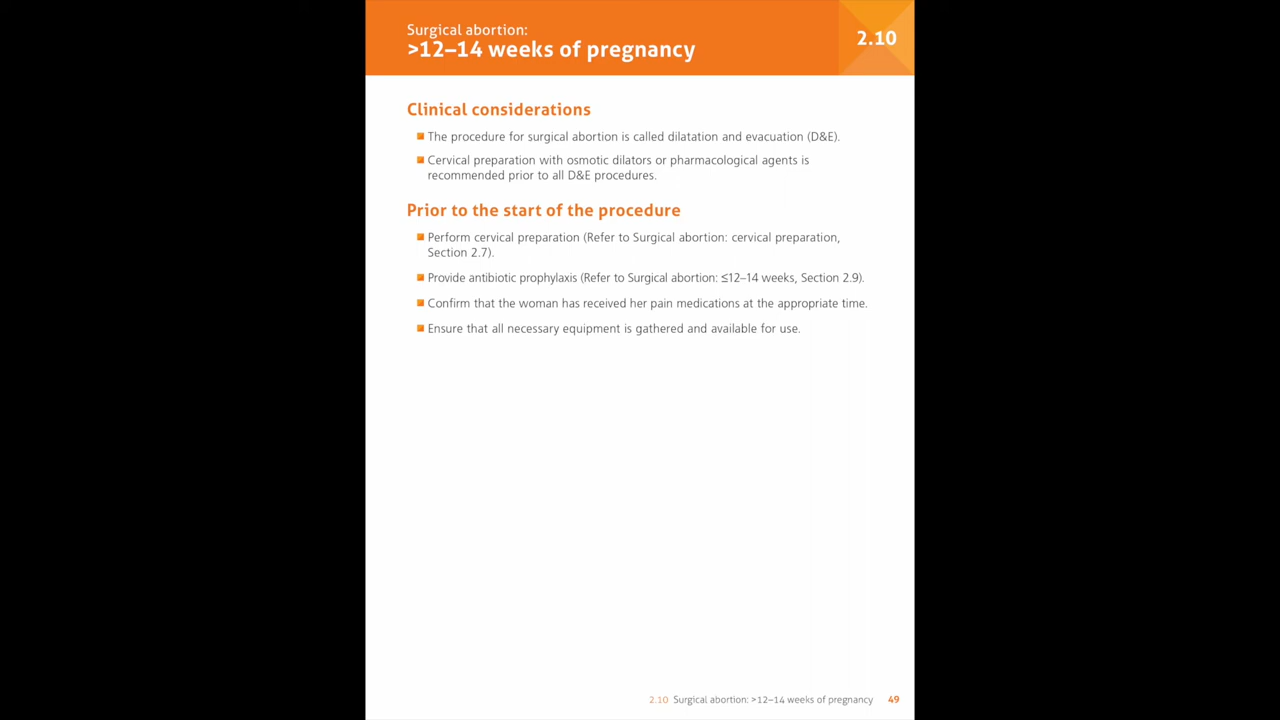 Surgical abortion:
>12–14 weeks of pregnancy
2.10
Clinical considerations
The procedure for surgical abortion is called dilatation and evacuation (D&E).
Cervical preparation with osmotic dilators or pharmacological agents is
recommended prior to all D&E procedures.
Prior to the start of the procedure
Perform cervical preparation (Refer to Surgical abortion: cervical preparation,
Section 2.7).
Provide antibiotic prophylaxis (Refer to Surgical abortion: ≤12–14 weeks, Section 2.9).
Confirm that the woman has received her pain medications at the appropriate time.
Ensure that all necessary equipment is gathered and available for use.
2.10 Surgical abortion: >12–14 weeks of pregnancy 49